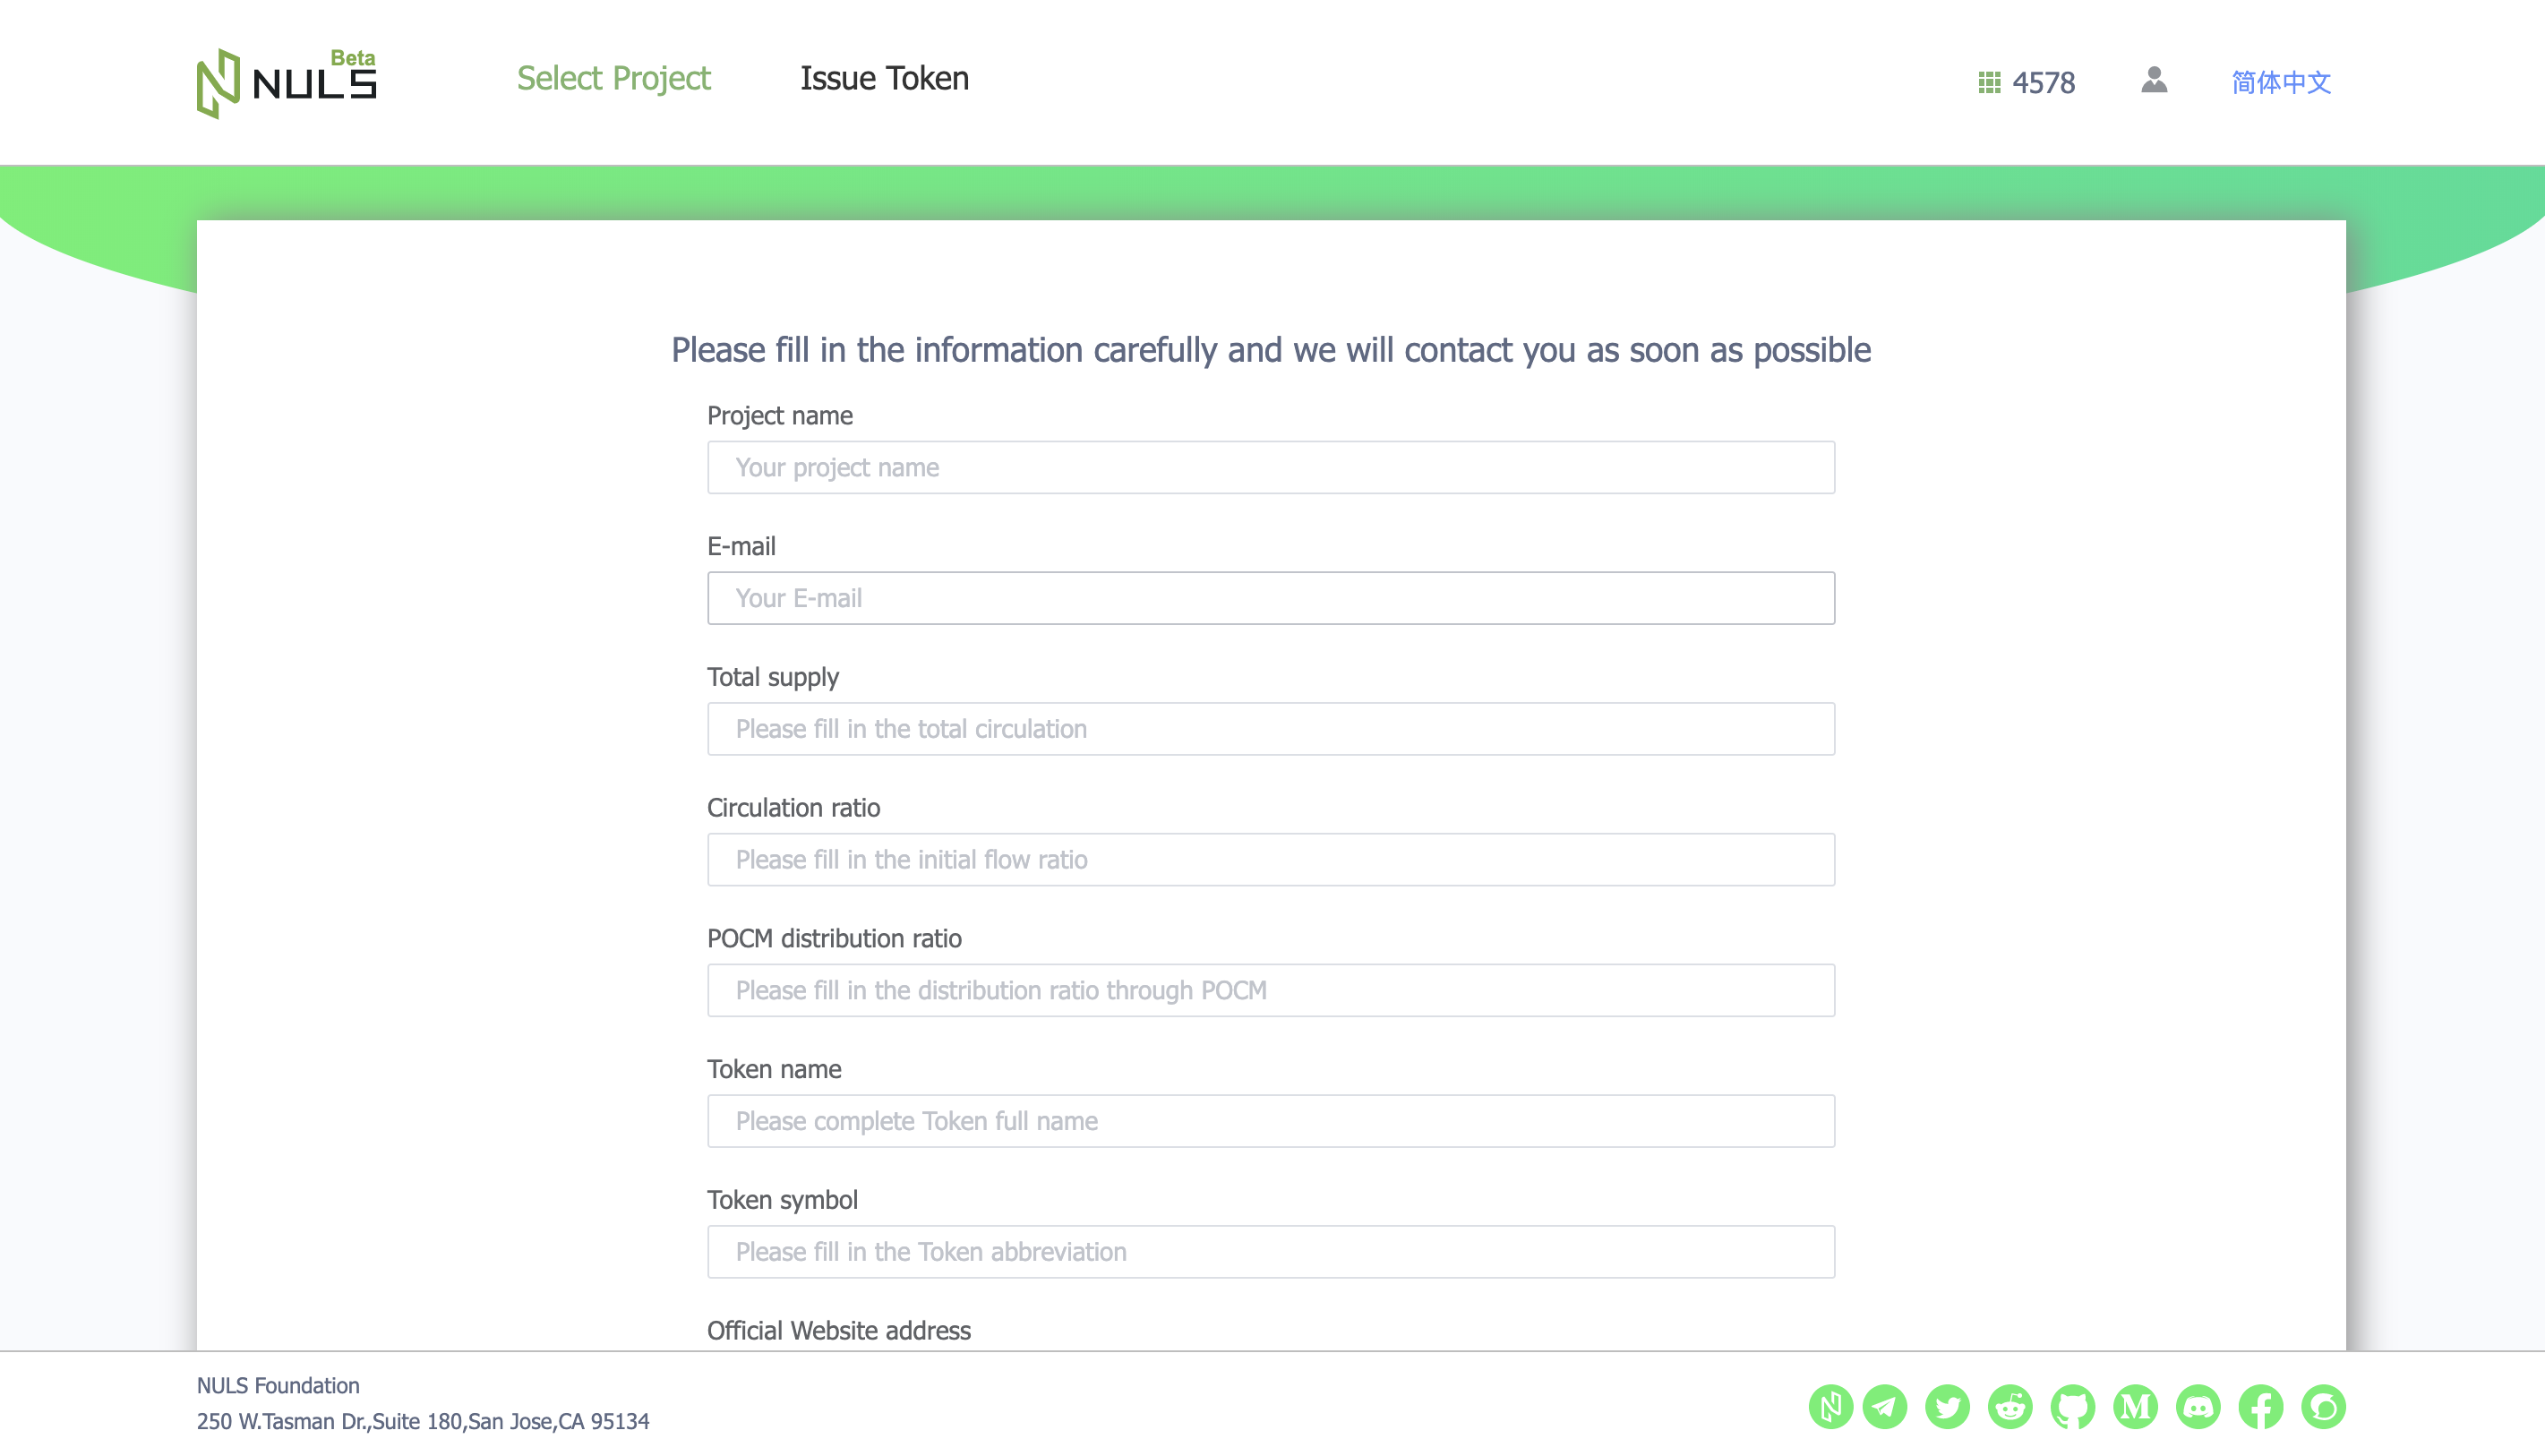 Beta
NULS
Select Project
Issue Token
4578
简体中文
Please fill in the information carefully and we will contact you as soon as possible
Project name
Your project name
E-mail
Your E-mail
Total supply
Please fill in the total circulation
Circulation ratio
Please fill in the initial flow ratio
POCM distribution ratio
Please fill in the distribution ratio through POCM
Token name
Please complete Token full name
Token symbol
Please fill in the Token abbreviation
Official Website address
NULS Foundation
250 W.Tasman Dr.,Suite 180,San Jose,CA 95134